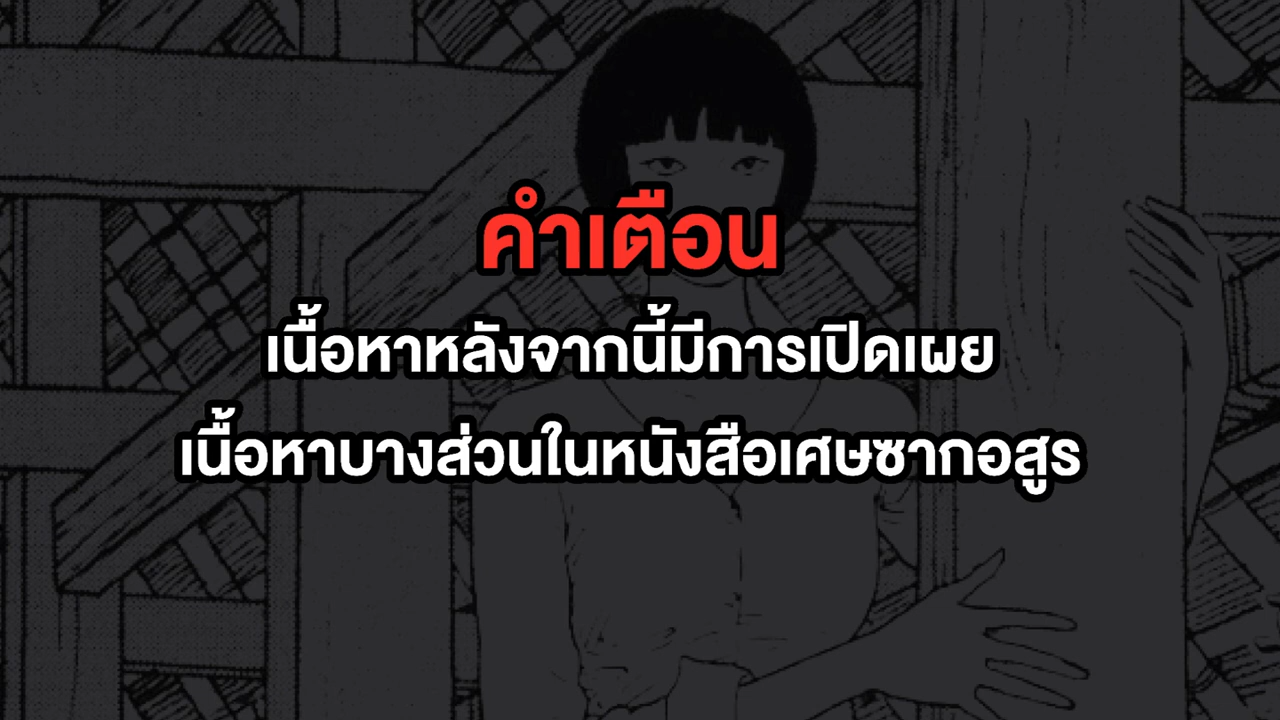 คำเตือน
เนื้อหาหลังจากนี้มีการเปิดเผย
เนื้อหาบางส่วนในหนังสือเศษซากอสูร